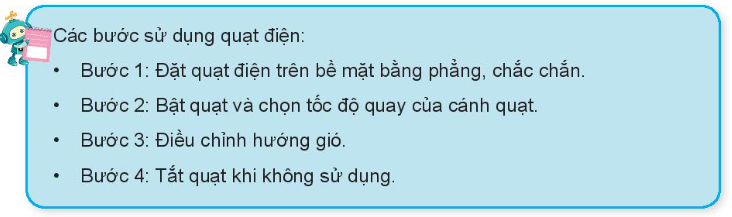 Các bước sử dụng quạt điện:
• Bước 1: Đặt quạt điện trên bề mặt bằng phẳng, chắc chắn.
• Bước 2: Bật quạt và chọn tốc độ quay của cánh quạt.
• Bước 3: Điều chỉnh hướng gió.
• Bước 4: Tắt quạt khi không sử dụng.